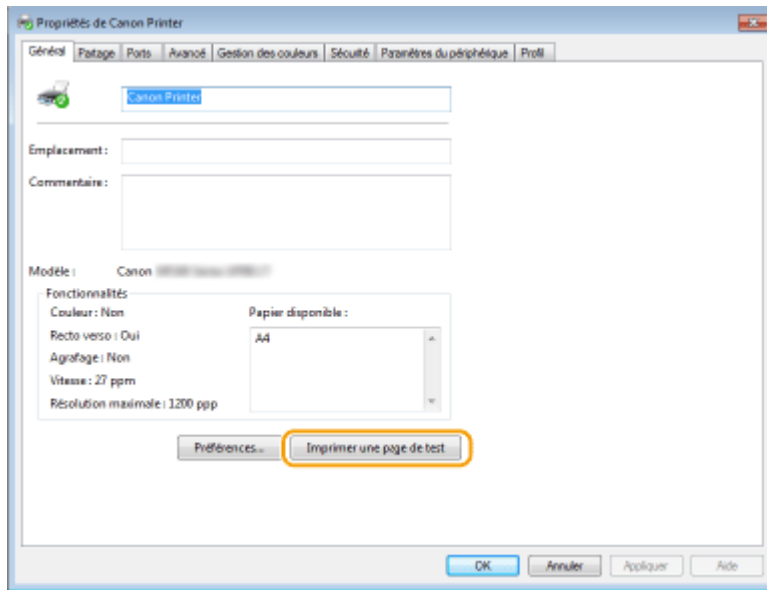 Propriétés de Canon Printer
Général Partage Ports Avancé Gestion des couleurs Sécurité Paramètres du périphérique Profil
Canon Printer
Emplacement :
Commentaire :
Modèle : Canon
Fonctionnalités
Couleur : Non Papier disponible :
Recto verso : Oui A4
Agrafage : Non
Vitesse : 27 ppm
Résolution maximale : 1200 ppp
Préférences... Imprimer une page de test
OK Annuler Appliquer Aide